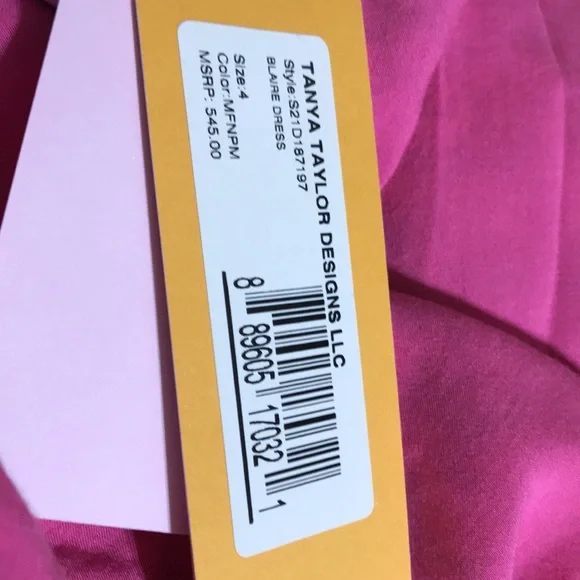 TANYA TAYLOR DESIGNS LLC
Style:S21D187197
BLAIRE DRESS
Size:4
Color:MFNPM
MSRP: 545.00
8 89605 17032 1